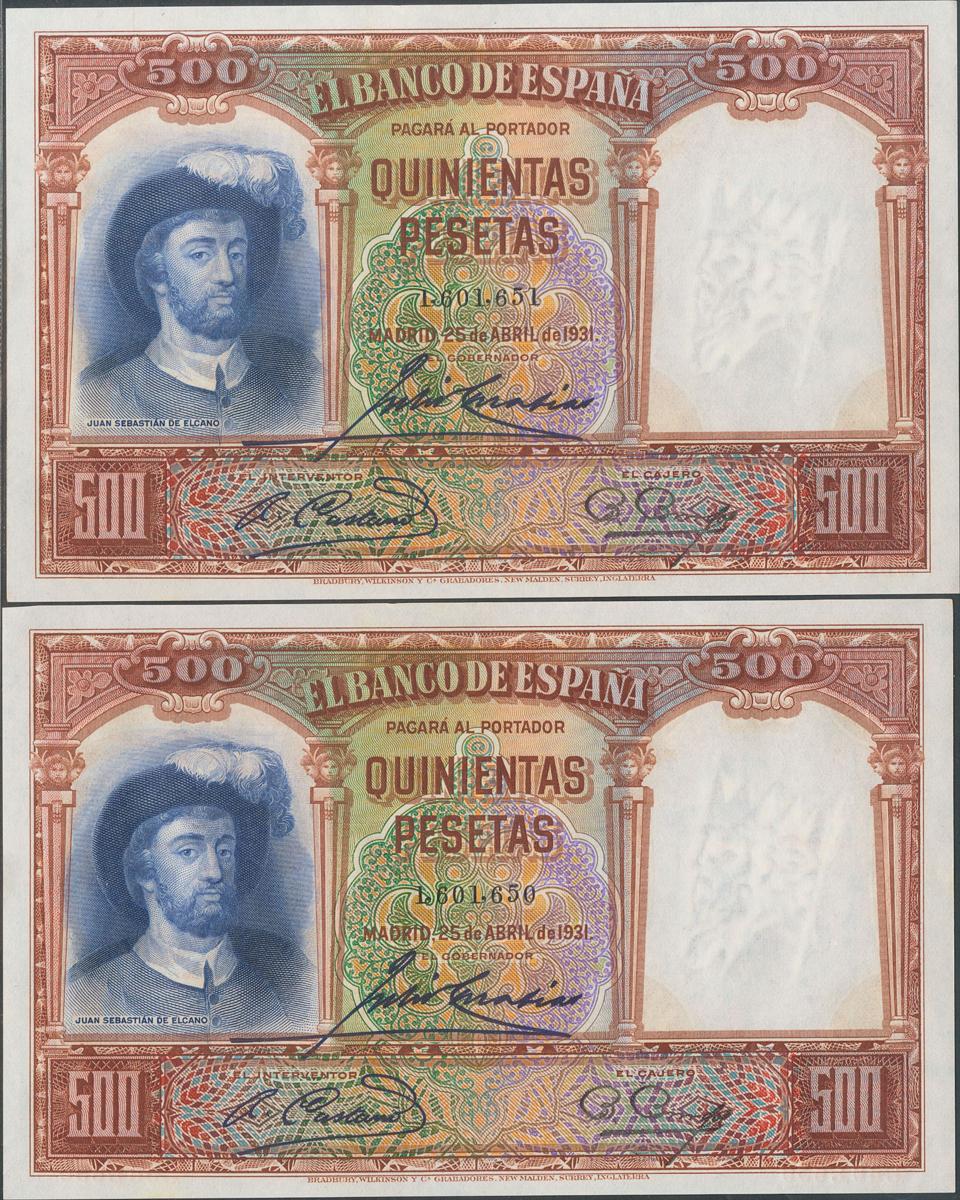 500 500
EL BANCO DE ESPAÑA
PAGARÁ AL PORTADOR
QUINIENTAS
PESETAS
1.601.651
MADRID, 25 de ABRIL de 1931.
EL GOBERNADOR
JUAN SEBASTIÁN DE ELCANO
500 EL INTERVENTOR EL CAJERO 500
BRADBURY, WILKINSON Y Cª GRABADORES, NEW MALDEN, SURREY, INGLATERRA
500 500
EL BANCO DE ESPAÑA
PAGARÁ AL PORTADOR
QUINIENTAS
PESETAS
1.601.650
MADRID, 25 de ABRIL de 1931.
EL GOBERNADOR
JUAN SEBASTIÁN DE ELCANO
500 EL INTERVENTOR EL CAJERO 500
BRADBURY, WILKINSON Y Cª GRABADORES, NEW MALDEN, SURREY, INGLATERRA